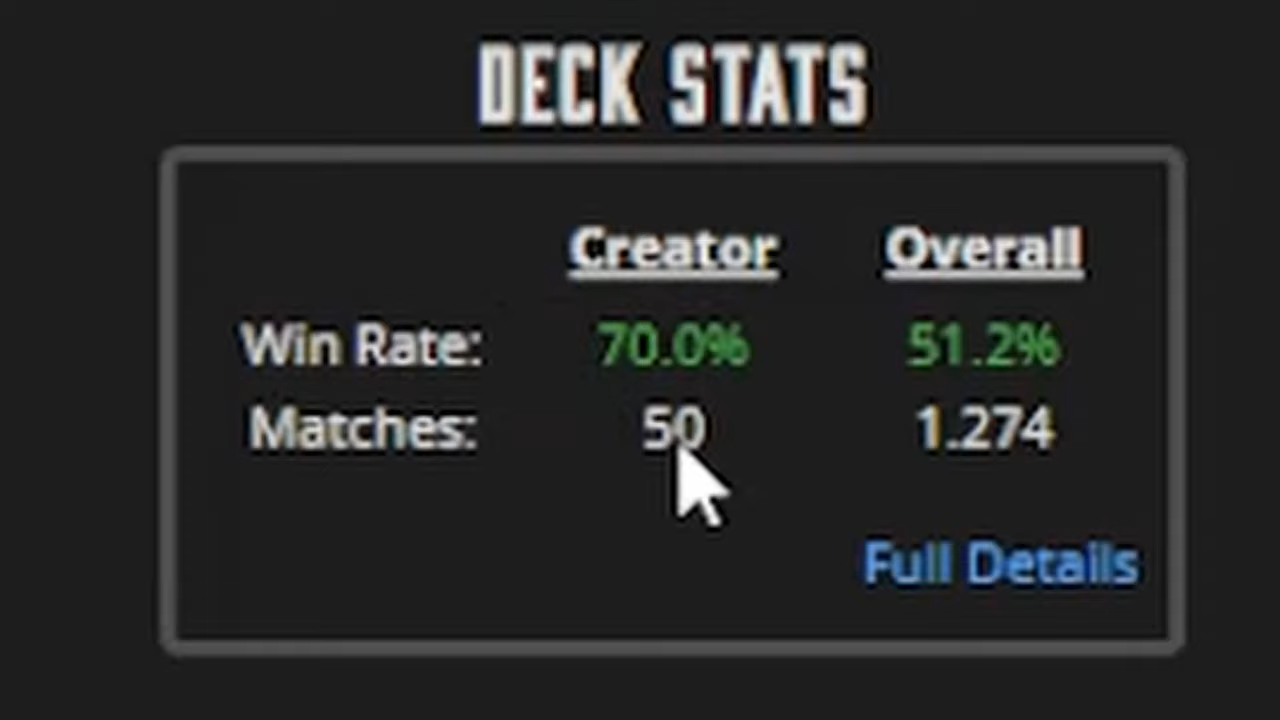 DECK STATS
Creator Overall
Win Rate: 70.0% 51.2%
Matches: 50 1.274
Full Details